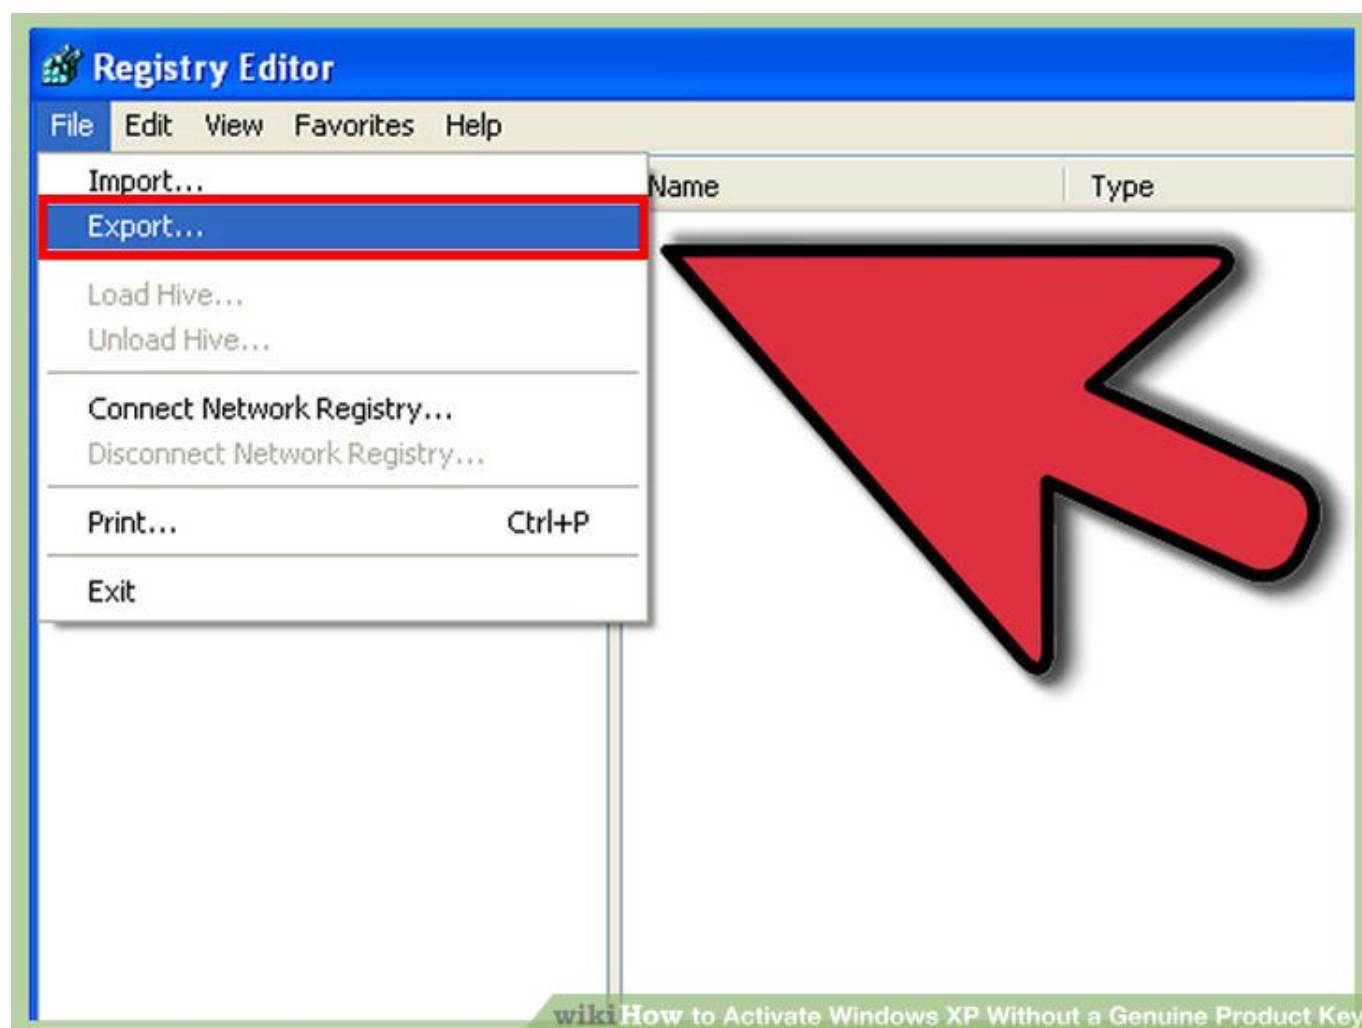 Registry Editor
File Edit View Favorites Help
Import...
Name Type
Export...
Load Hive...
Unload Hive...
Connect Network Registry...
Disconnect Network Registry...
Print... Ctrl+P
Exit
wikiHow to Activate Windows XP Without a Genuine Product Key